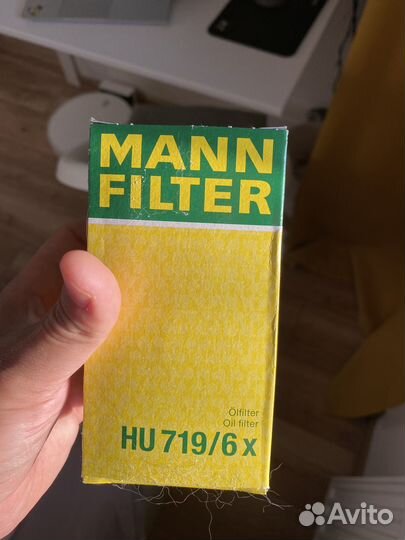 MANN
FILTER
Ölfilter
Oil filter
HU 719/6 x
Avito